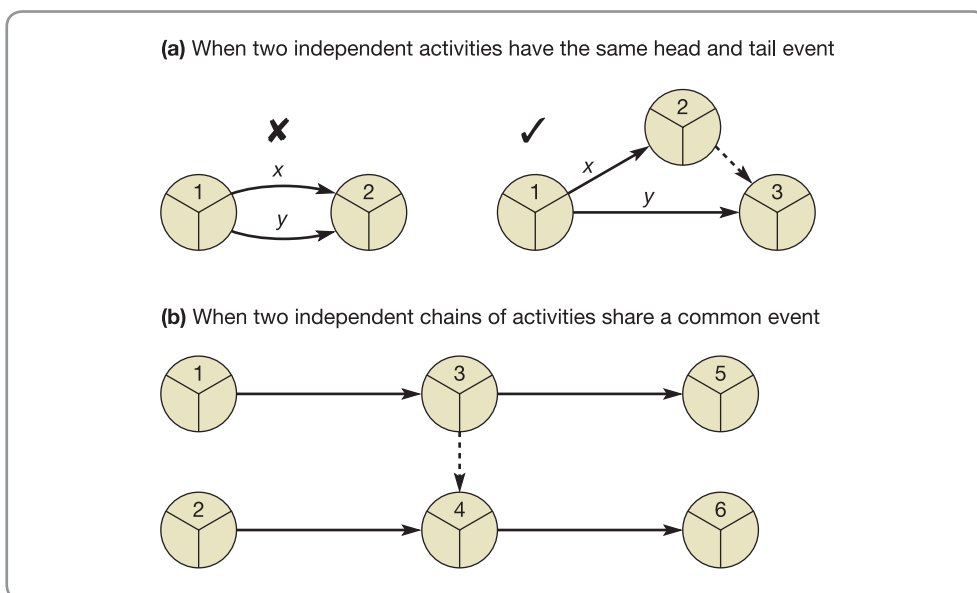 (a) When two independent activities have the same head and tail event
✘ ✓
2
x x
1 2 1 y 3
y
(b) When two independent chains of activities share a common event
1 3 5
2 4 6